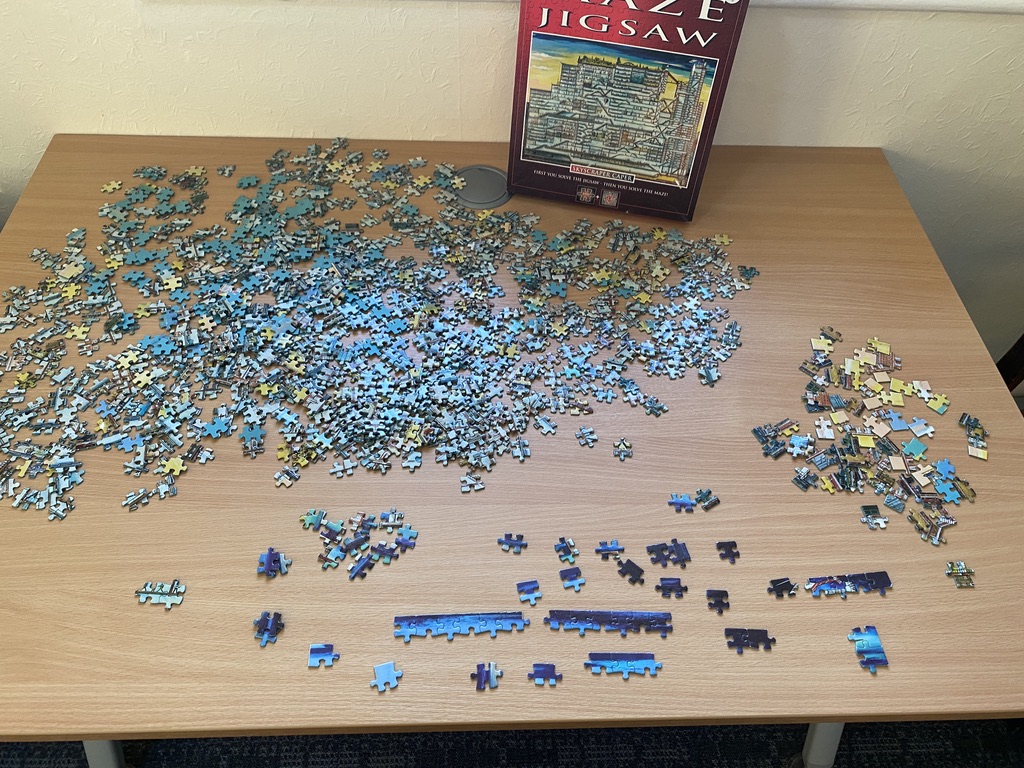 JIGSAW
SKYSCRAPER CAPER
FIRST YOU SOLVE THE JIGSAW THEN YOU SOLVE THE MAZE!